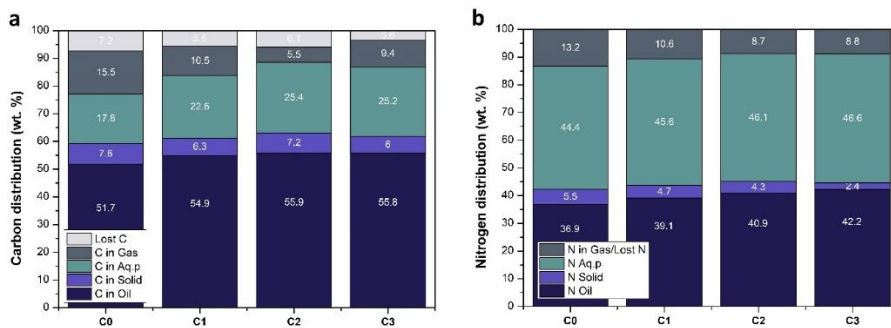 a
Carbon distribution (wt. %)
100
90
80
70
60
50
40
30
20
10
0
7.2
5.6
6.1
3.6
15.5
10.5
5.5
9.4
17.8
22.6
25.4
25.2
7.6
6.3
7.2
6
51.7
54.9
55.9
55.8
Lost C
C in Gas
C in Aq.p
C in Solid
C in Oil
C0
C1
C2
C3
b
Nitrogen distribution (wt. %)
100
90
80
70
60
50
40
30
20
10
0
13.2
10.6
8.7
8.8
44.4
45.6
46.1
46.6
5.5
4.7
4.3
2.4
36.9
39.1
40.9
42.2
N in Gas/Lost N
N Aq.p
N Solid
N Oil
C0
C1
C2
C3